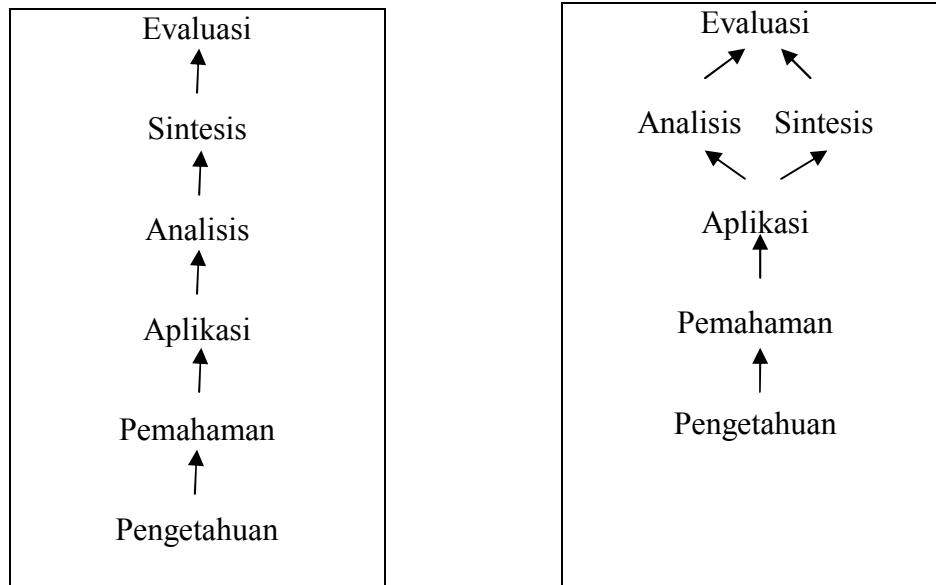 Evaluasi
Sintesis
Analisis
Aplikasi
Pemahaman
Pengetahuan
Evaluasi
Analisis Sintesis
Aplikasi
Pemahaman
Pengetahuan